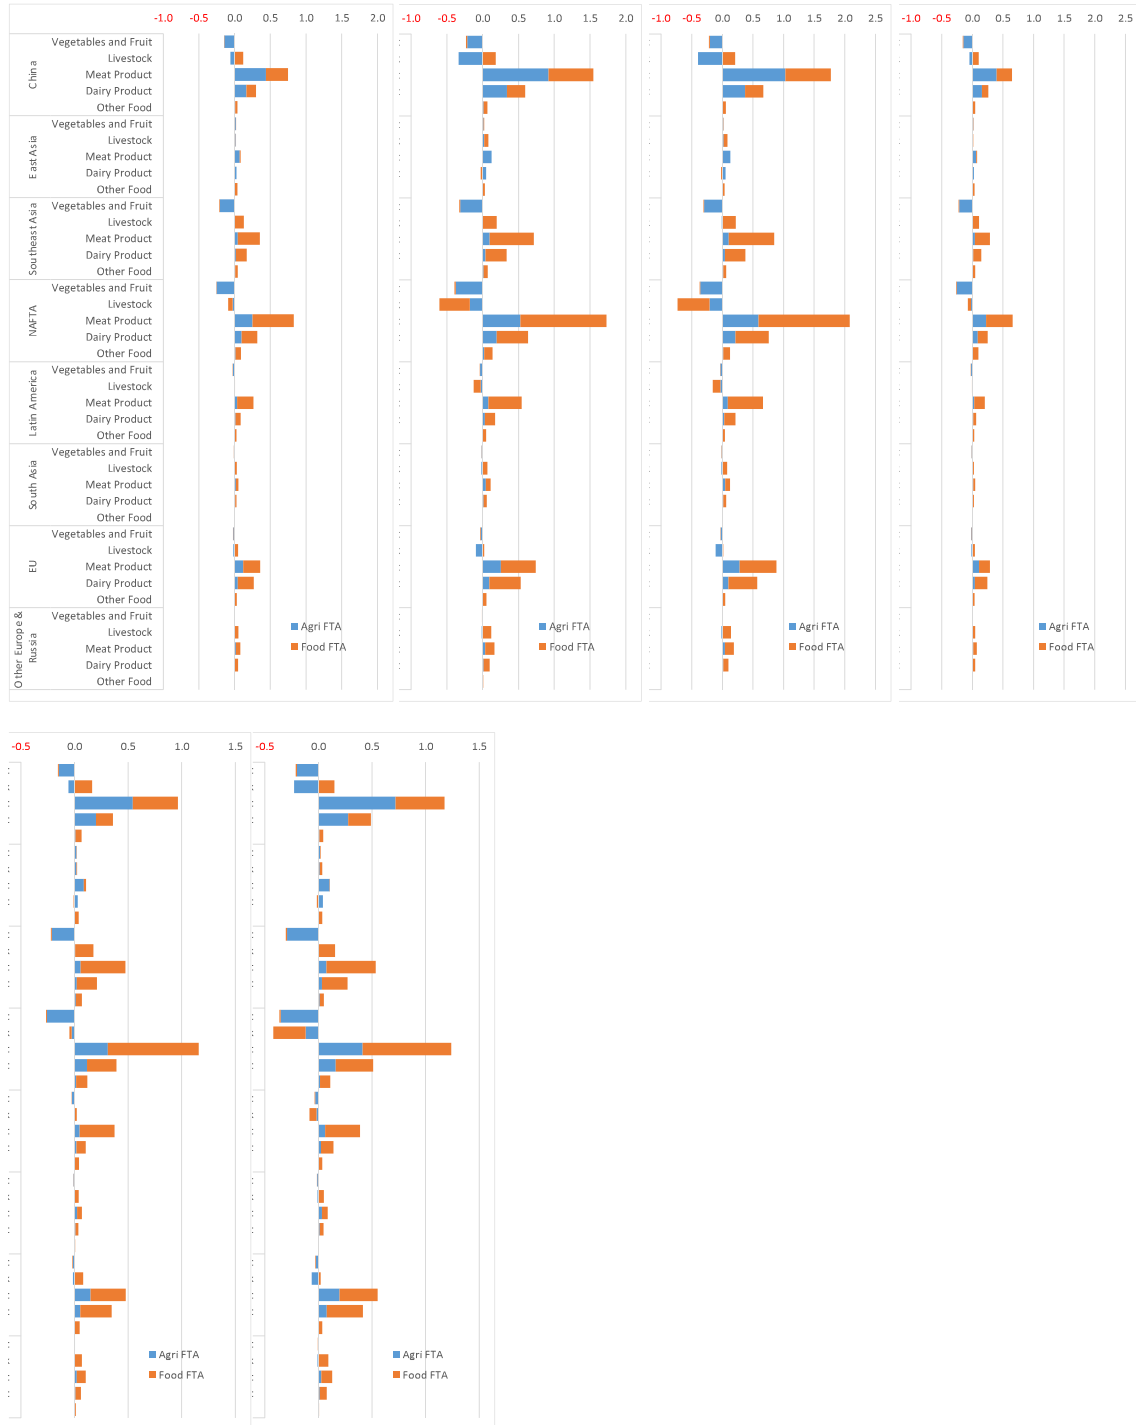 -1.0 -0.5 0.0 0.5 1.0 1.5 2.0
-1.0 -0.5 0.0 0.5 1.0 1.5 2.0
-1.0 -0.5 0.0 0.5 1.0 1.5 2.0 2.5
-1.0 -0.5 0.0 0.5 1.0 1.5 2.0 2.5
China
Vegetables and Fruit
Livestock
Meat Product
Dairy Product
Other Food
East Asia
Vegetables and Fruit
Livestock
Meat Product
Dairy Product
Other Food
Southeast Asia
Vegetables and Fruit
Livestock
Meat Product
Dairy Product
Other Food
NAFTA
Vegetables and Fruit
Livestock
Meat Product
Dairy Product
Other Food
Latin America
Vegetables and Fruit
Livestock
Meat Product
Dairy Product
Other Food
South Asia
Vegetables and Fruit
Livestock
Meat Product
Dairy Product
Other Food
EU
Vegetables and Fruit
Livestock
Meat Product
Dairy Product
Other Food
Other Europe &
Russia
Vegetables and Fruit
Livestock
Meat Product
Dairy Product
Other Food
Agri FTA
Food FTA
Agri FTA
Food FTA
Agri FTA
Food FTA
Agri FTA
Food FTA
-0.5 0.0 0.5 1.0 1.5
-0.5 0.0 0.5 1.0 1.5
Agri FTA
Food FTA
Agri FTA
Food FTA